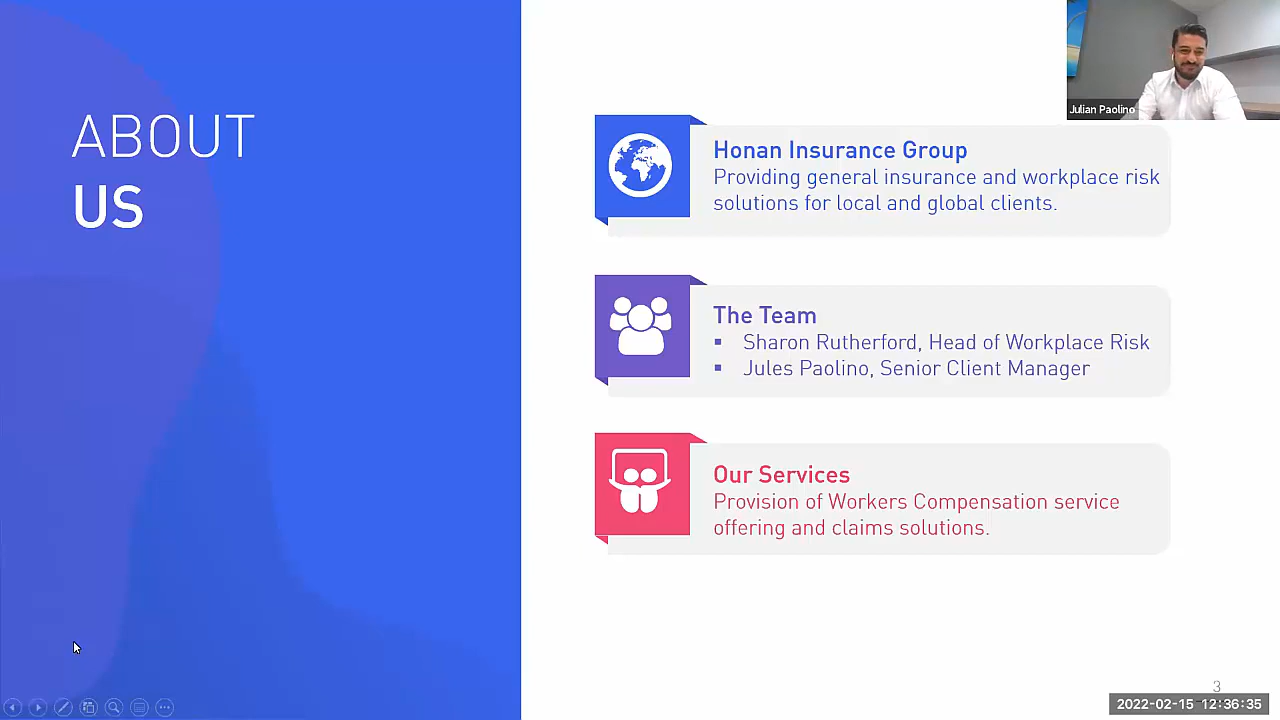 ABOUT
US
Julian Paolino
Honan Insurance Group
Providing general insurance and workplace risk
solutions for local and global clients.
The Team
▪ Sharon Rutherford, Head of Workplace Risk
▪ Jules Paolino, Senior Client Manager
Our Services
Provision of Workers Compensation service
offering and claims solutions.
3
2022-02-15 12:36:35